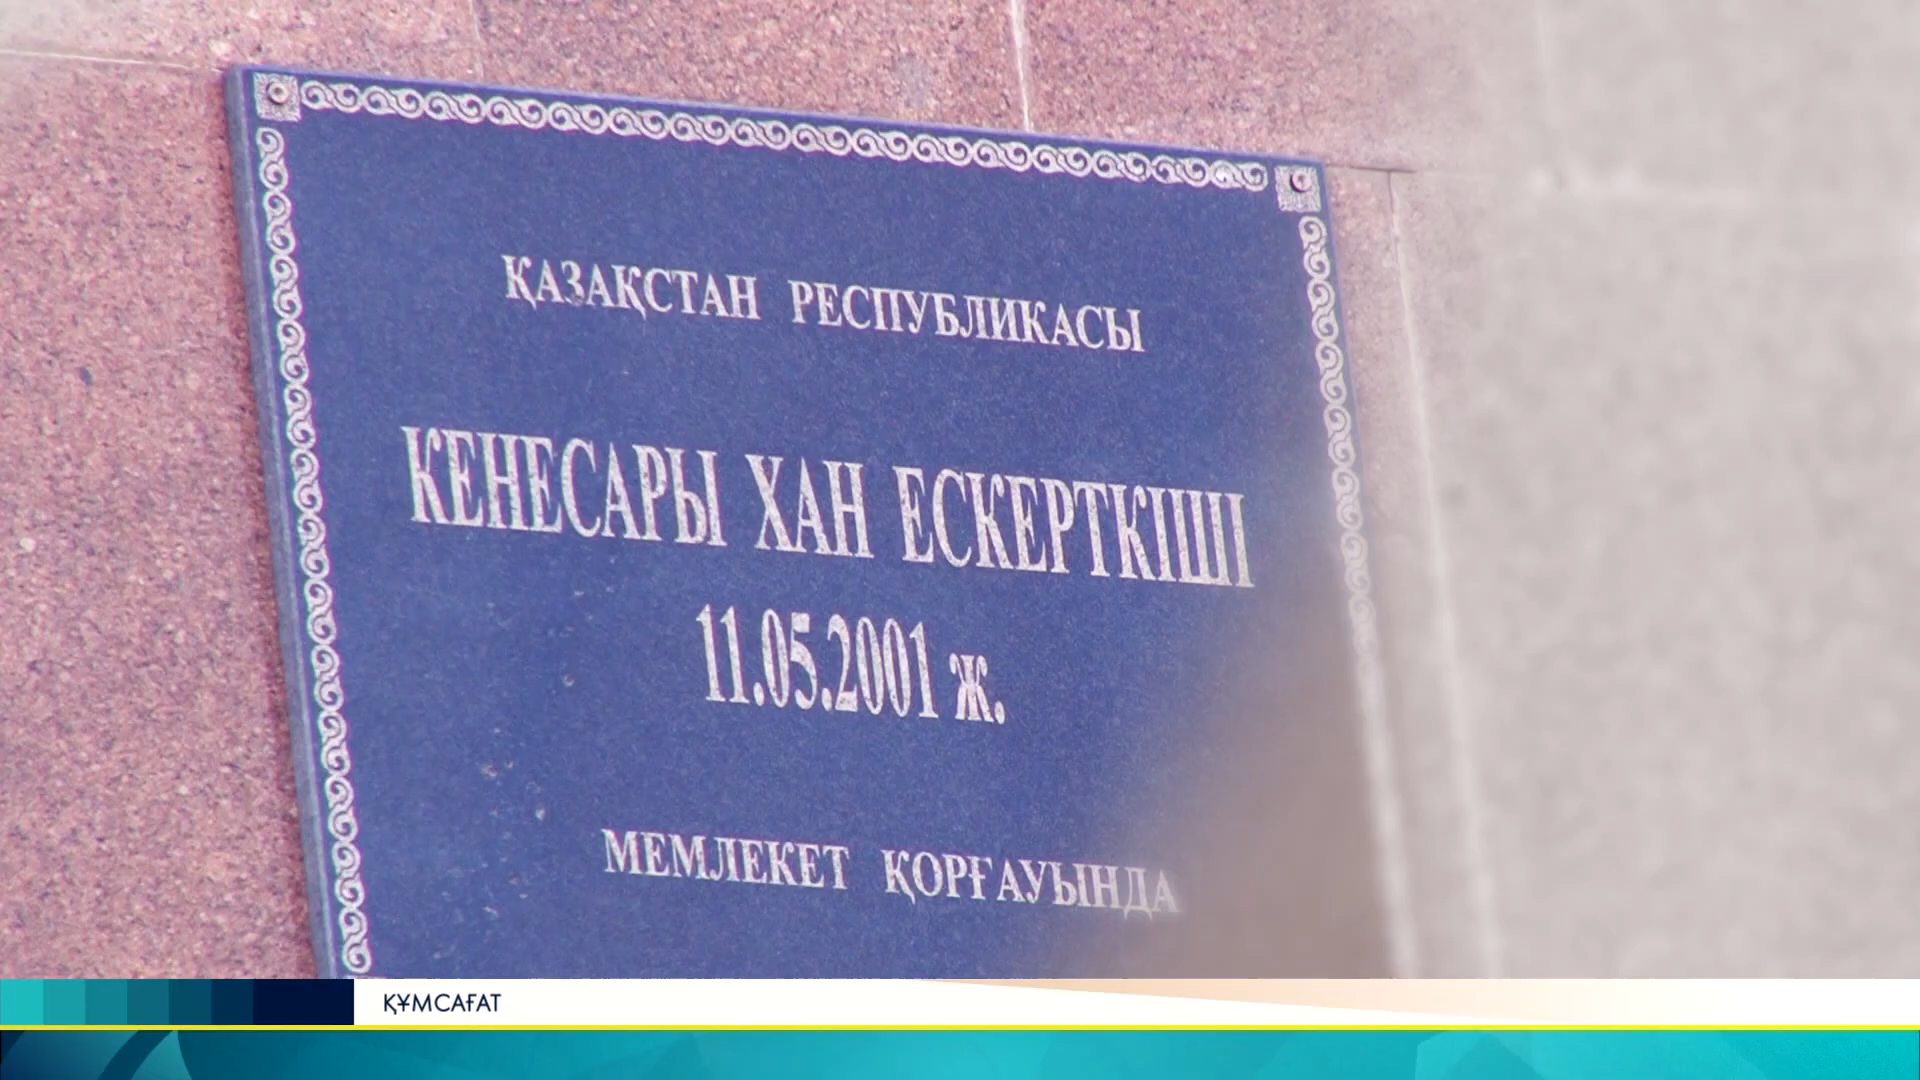 ҚАЗАҚСТАН РЕСПУБЛИКАСЫ
КЕНЕСАРЫ ХАН ЕСКЕРТКІШІ
11.05.2001 ж.
МЕМЛЕКЕТ ҚОРҒАУЫНДА
ҚҰМСАҒАТ